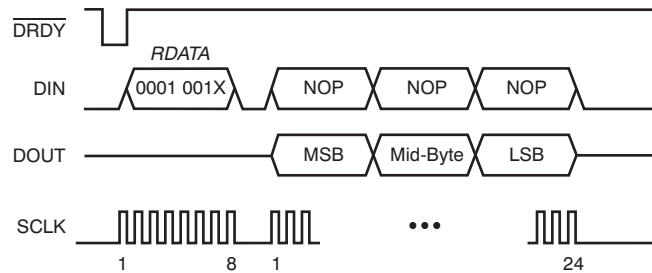 DRDY
RDATA
DIN 0001 001X NOP NOP NOP
DOUT MSB Mid-Byte LSB
SCLK •••
1 8 1 24